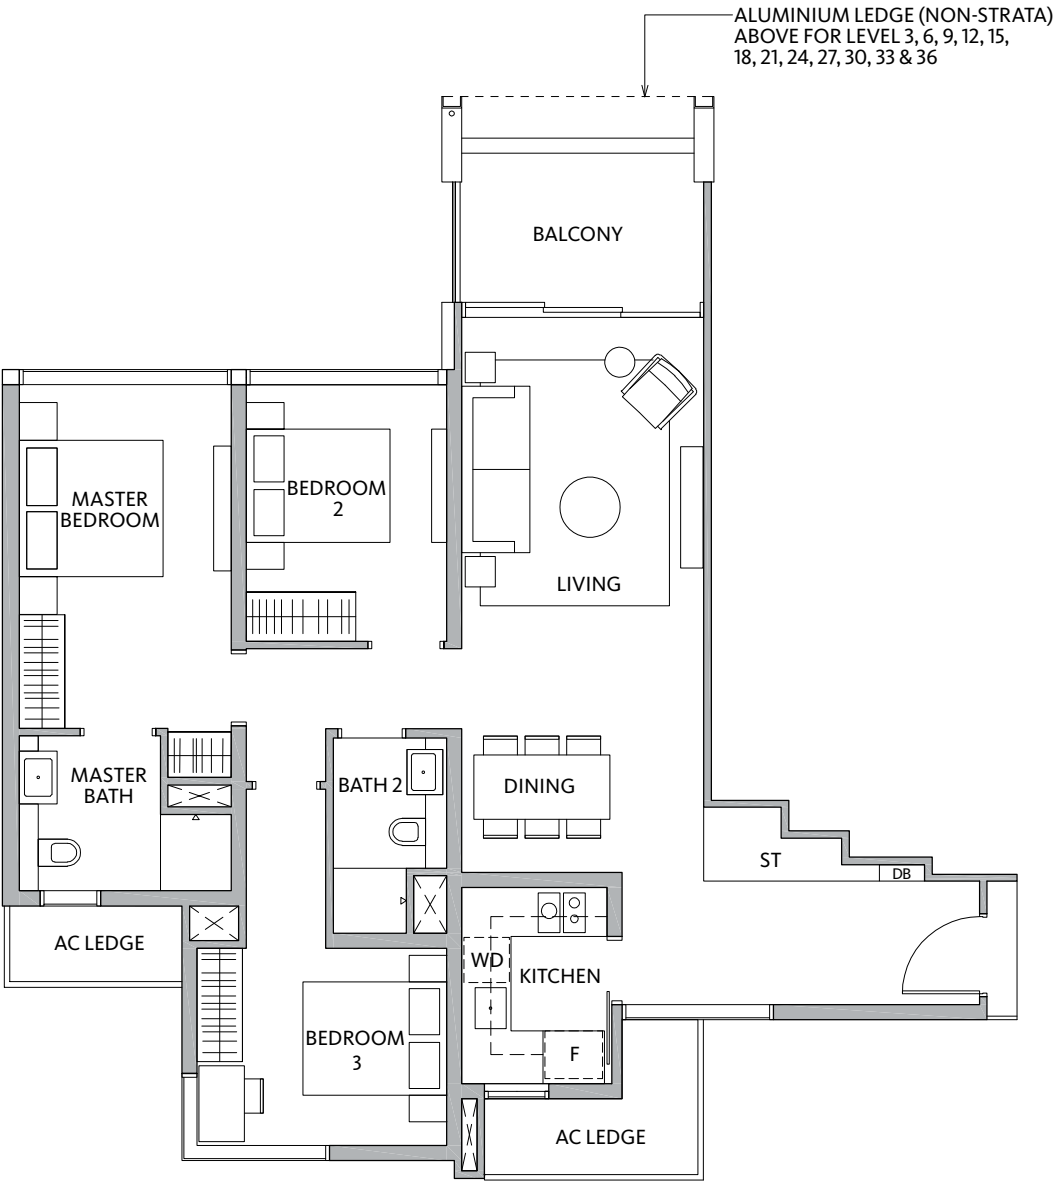 ALUMINIUM LEDGE (NON-STRATA)
ABOVE FOR LEVEL 3, 6, 9, 12, 15,
18, 21, 24, 27, 30, 33 & 36
BALCONY
MASTER
BEDROOM
BEDROOM
2
LIVING
MASTER
BATH
BATH 2
DINING
ST
DB
AC LEDGE
WD
KITCHEN
BEDROOM
3
F
AC LEDGE